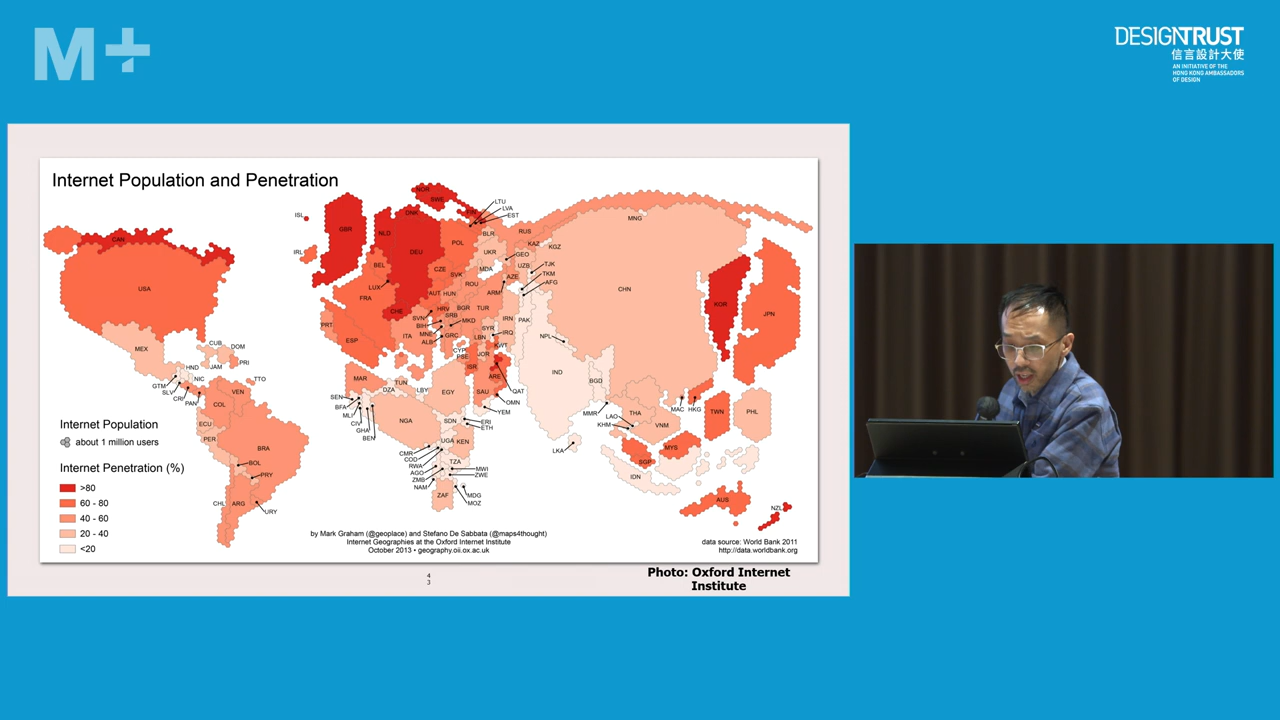 M+
DESIGNTRUST
信言設計大使
AN INITIATIVE OF THE
HONG KONG AMBASSADORS
OF DESIGN
Internet Population and Penetration
NOR
SWE
FIN
LTU
LVA
EST
ISL
GBR
NLD
DNK
DEU
POL
BLR
RUS
MNG
CAN
IRL
UKR
KAZ
KGZ
GEO
BEL
CZE
SVK
MDA
UZB
TJK
TKM
AFG
AZE
USA
LUX
FRA
AUT
HUN
ROU
ARM
CHN
KOR
JPN
CHE
SVN
HRV
SRB
BGR
TUR
MKD
IRN
PAK
PRT
ESP
BIH
MNE
ALB
ITA
GRC
SYR
LBN
IRQ
KWT
NPL
MEX
CUB
DOM
HND
JAM
PRI
CYP
PSE
JOR
ISR
ARE
IND
BGD
GTM
SLV
CRI
PAN
NIC
TTO
VEN
COL
MAR
DZA
TUN
LBY
EGY
SAU
QAT
OMN
YEM
SEN
BFA
MLI
CIV
GHA
BEN
NGA
SDN
ERI
ETH
MMR
LAO
KHM
THA
VNM
MAC
HKG
TWN
PHL
ECU
PER
BRA
BOL
PRY
CHL
ARG
URY
CMR
COD
RWA
AGO
ZMB
NAM
UGA
KEN
TZA
MWI
ZWE
ZAF
MDG
MOZ
LKA
SGP
MYS
IDN
AUS
NZL
Internet Population
about 1 million users
Internet Penetration (%)
>80
60 - 80
40 - 60
20 - 40
<20
by Mark Graham (@geoplace) and Stefano De Sabbata (@maps4thought)
Internet Geographies at the Oxford Internet Institute
October 2013 • geography.oii.ox.ac.uk
data source: World Bank 2011
http://data.worldbank.org
4
3
Photo: Oxford Internet
Institute